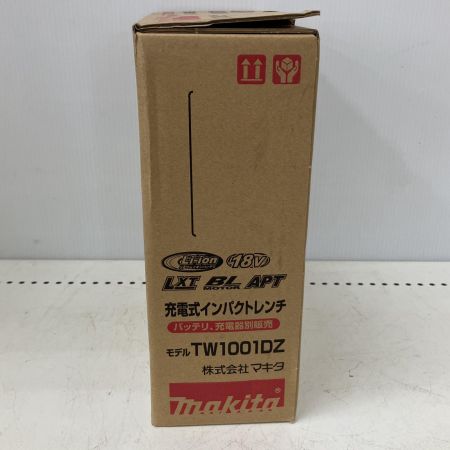 Li-ion 18V
LXT BL MOTOR APT
充電式インパクトレンチ
バッテリ、充電器別販売
モデル TW1001DZ
株式会社マキタ
makita®